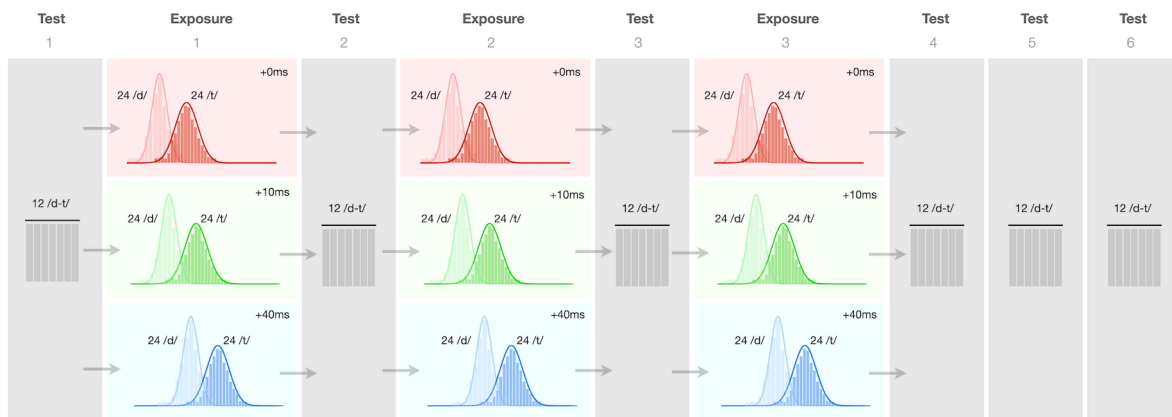 Test Exposure Test Exposure Test Exposure Test Test Test
1 1 2 2 3 3 4 5 6
+0ms +0ms +0ms
24 /d/ 24 /t/ 24 /d/ 24 /t/ 24 /d/ 24 /t/
+10ms +10ms +10ms
12 /d-t/ 12 /d-t/ 12 /d-t/ 12 /d-t/ 12 /d-t/ 12 /d-t/
24 /d/ 24 /t/ 24 /d/ 24 /t/ 24 /d/ 24 /t/
+40ms +40ms +40ms
24 /d/ 24 /t/ 24 /d/ 24 /t/ 24 /d/ 24 /t/